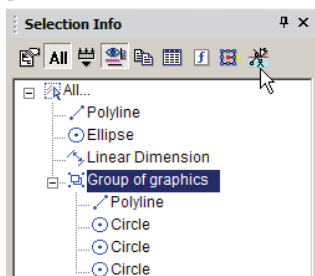 Selection Info
All
f
All...
Polyline
Ellipse
Linear Dimension
Group of graphics
Polyline
Circle
Circle
Circle